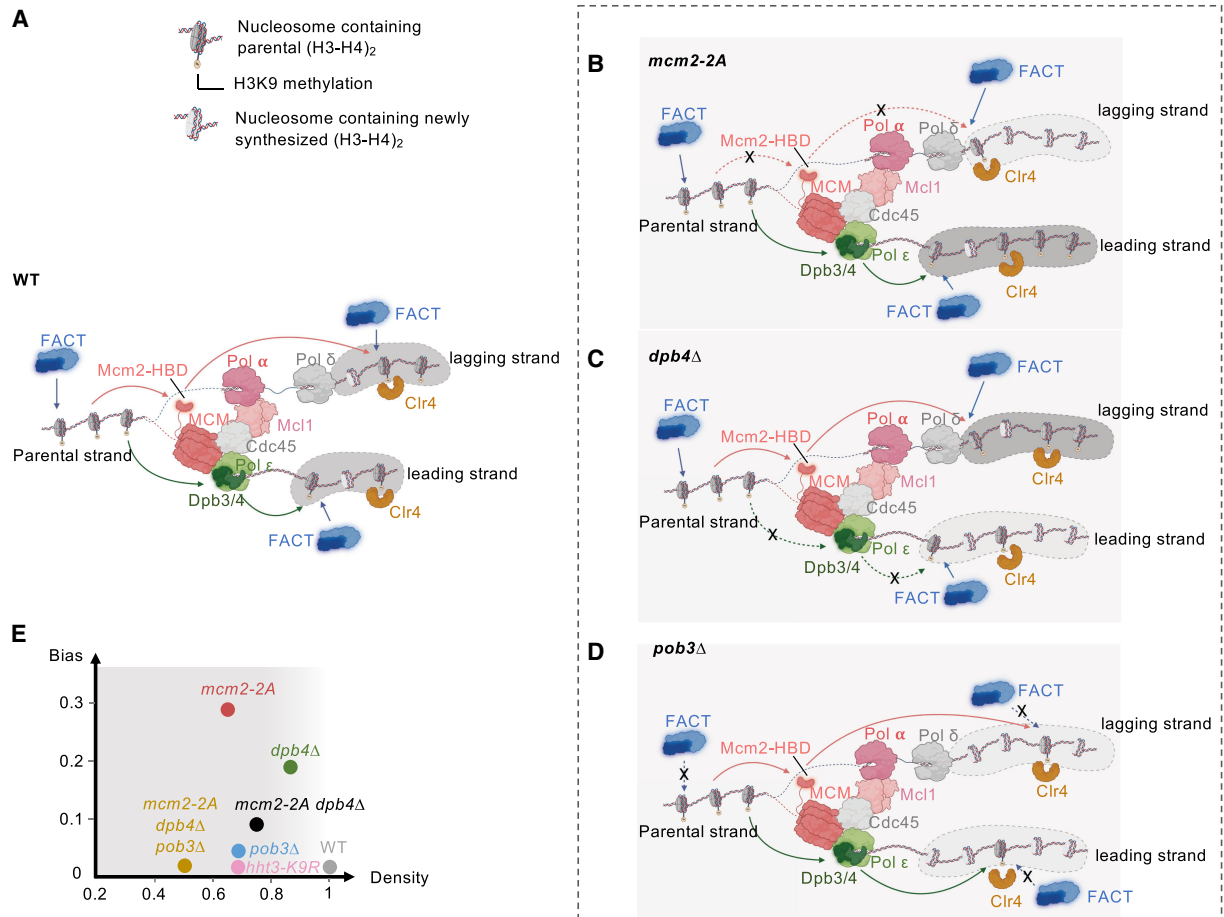 A
Nucleosome containing
parental (H3-H4)₂
H3K9 methylation
Nucleosome containing newly
synthesized (H3-H4)₂
WT
FACT
FACT
Mcm2-HBD
Pol α
Pol δ
lagging strand
Clr4
MCM
Mcl1
Cdc45
Parental strand
Pol ε
leading strand
Dpb3/4
Clr4
FACT
B
mcm2-2A
FACT
FACT
lagging strand
X
Pol α
Pol δ
Mcm2-HBD
X
Clr4
MCM
Mcl1
Cdc45
Parental strand
leading strand
Pol ε
Dpb3/4
Clr4
FACT
C
dpb4Δ
FACT
FACT
lagging strand
Pol α
Pol δ
Mcm2-HBD
Clr4
MCM
Mcl1
Cdc45
Parental strand
X
Pol ε
leading strand
Dpb3/4
X
Clr4
FACT
D
pob3Δ
FACT
X
FACT
lagging strand
Pol α
Pol δ
Mcm2-HBD
X
Clr4
MCM
Mcl1
Cdc45
Parental strand
Pol ε
leading strand
Dpb3/4
X
Clr4
FACT
E
Bias
0.3
0.2
0.1
0
mcm2-2A
dpb4Δ
mcm2-2A
dpb4Δ
pob3Δ
mcm2-2A dpb4Δ
pob3Δ
WT
hht3-K9R
0.2
0.4
0.6
0.8
1
Density